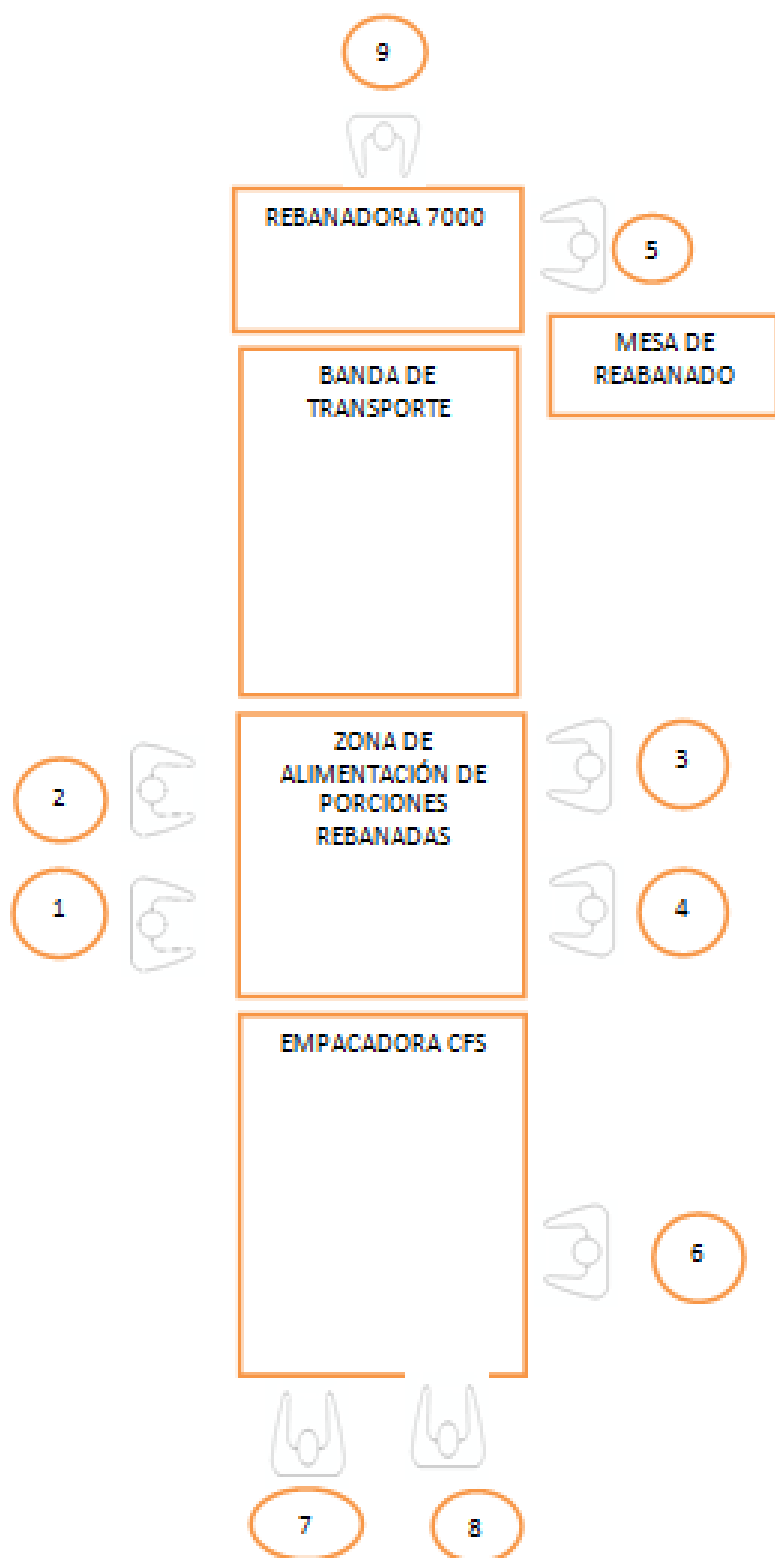 9
REBANADORA 7000
5
MESA DE
REABANADO
BANDA DE
TRANSPORTE
ZONA DE
ALIMENTACIÓN DE
PORCIONES
REBANADAS
2
3
1
4
EMPACADORA CFS
6
7
8